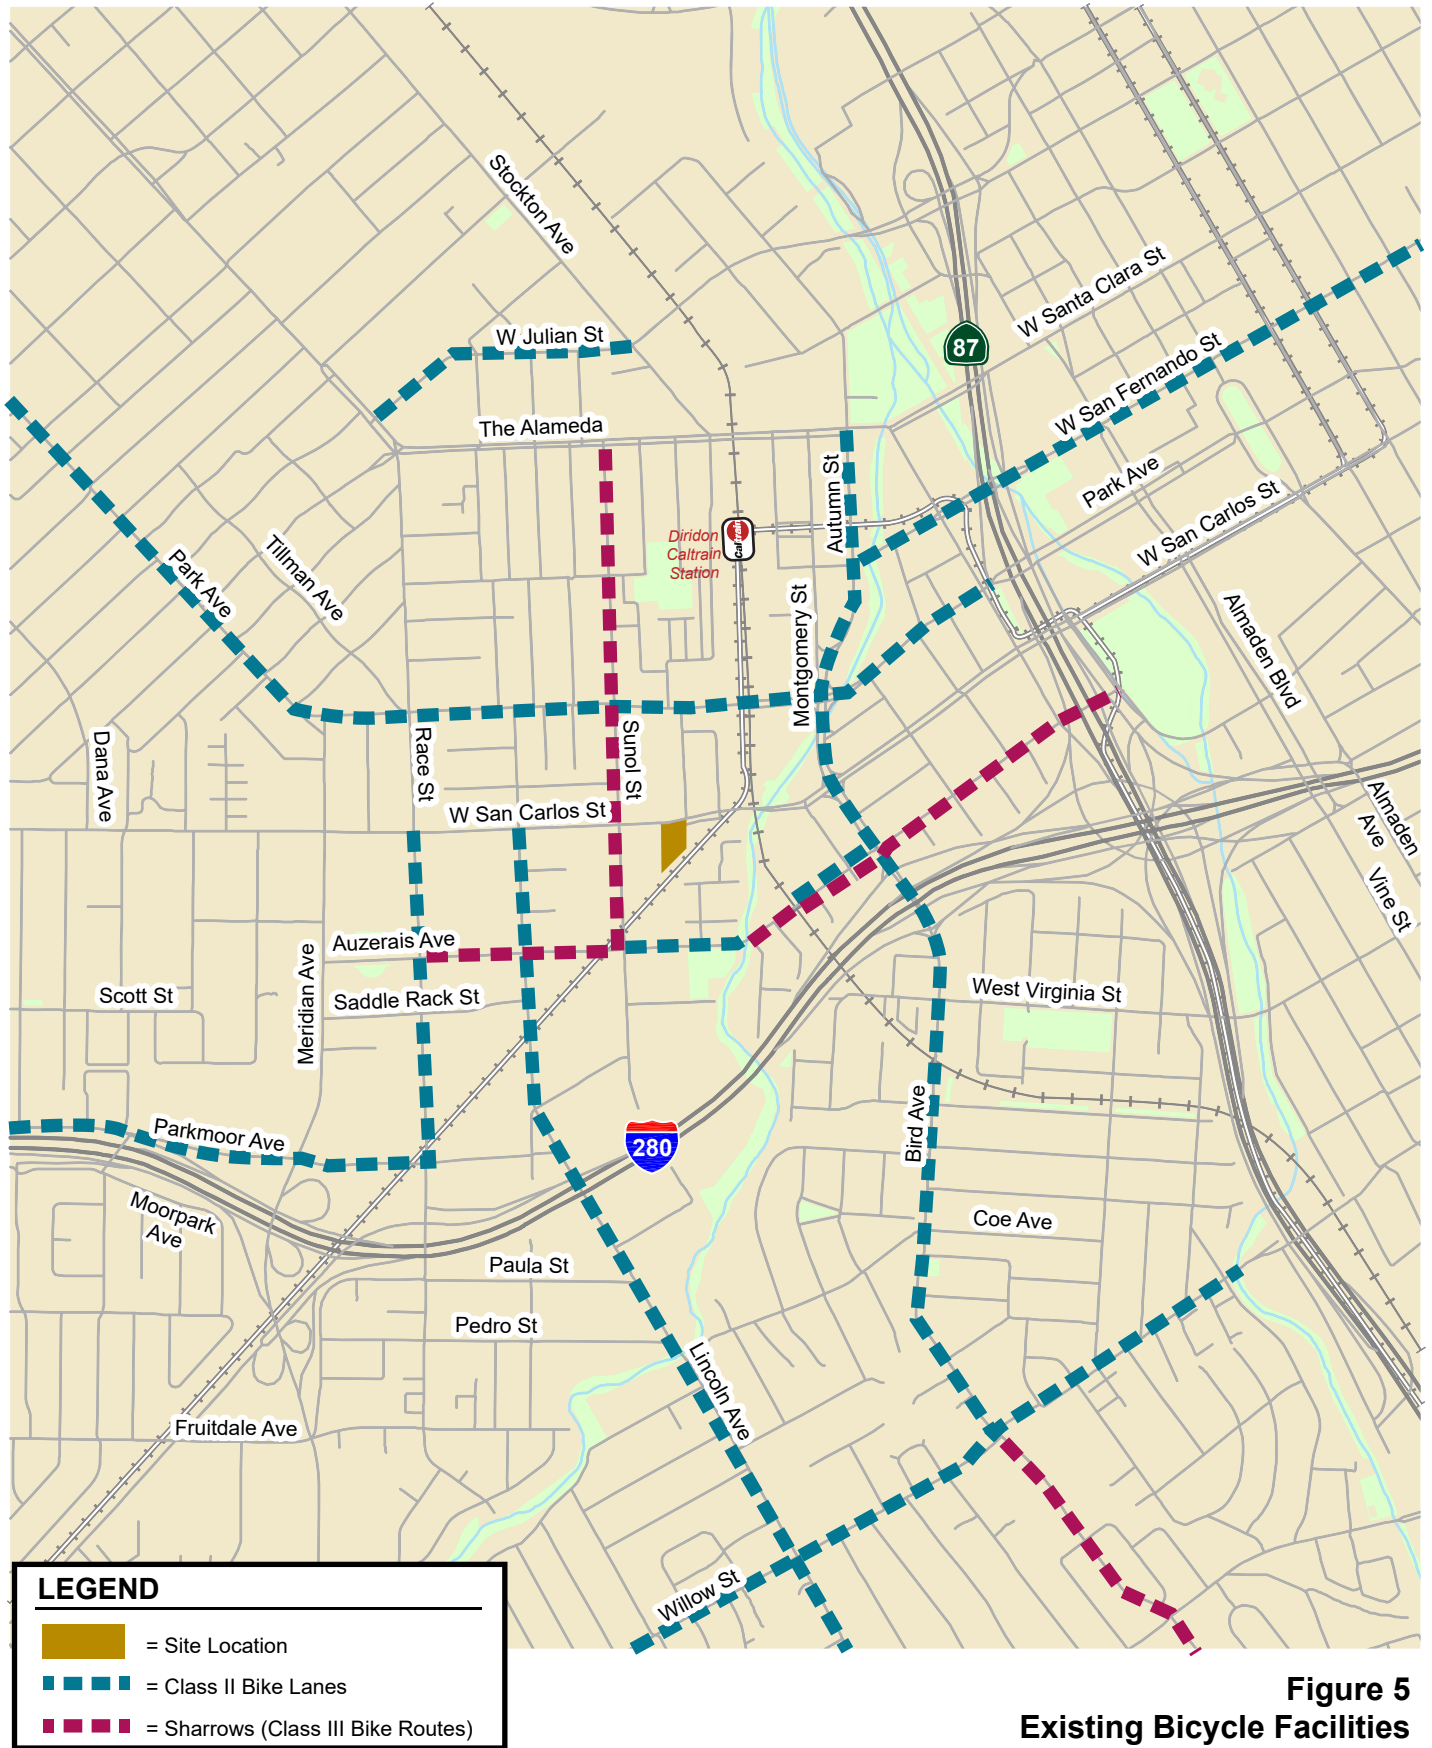 Stockton Ave
W Julian St
W Santa Clara St
87
W San Fernando St
The Alameda
Autumn St
Park Ave
W San Carlos St
Diridon
Caltrain
Station
Caltrain
Tillman Ave
Park Ave
Montgomery St
Almaden Blvd
Dana Ave
Race St
Sunol St
W San Carlos St
Almaden
Ave
Vine St
Auzerais Ave
Meridian Ave
Scott St
Saddle Rack St
West Virginia St
Parkmoor Ave
280
Bird Ave
Moorpark
Ave
Coe Ave
Paula St
Pedro St
Lincoln Ave
Fruitdale Ave
Willow St
LEGEND
= Site Location
= Class II Bike Lanes
= Sharrows (Class III Bike Routes)
Figure 5
Existing Bicycle Facilities